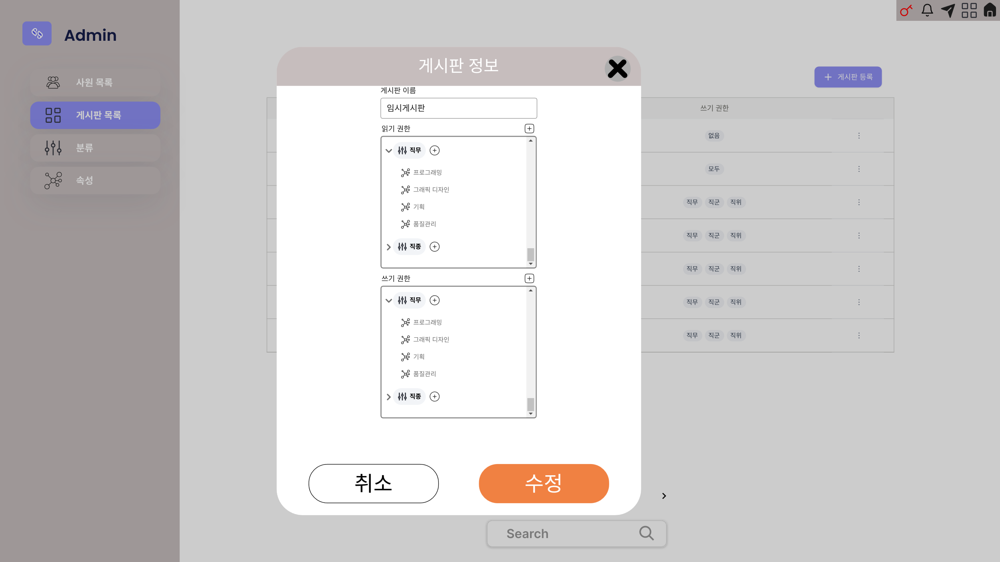 Admin
사원 목록
게시판 목록
분류
속성
게시판 등록
쓰기 권한
없음
모두
직무 직군 직위
직무 직군 직위
직무 직군 직위
직무 직군 직위
직무 직군 직위
게시판 정보
게시판 이름
임시게시판
읽기 권한
직무
프로그래밍
그래픽 디자인
기획
품질관리
직종
쓰기 권한
직무
프로그래밍
그래픽 디자인
기획
품질관리
직종
취소
수정
Search